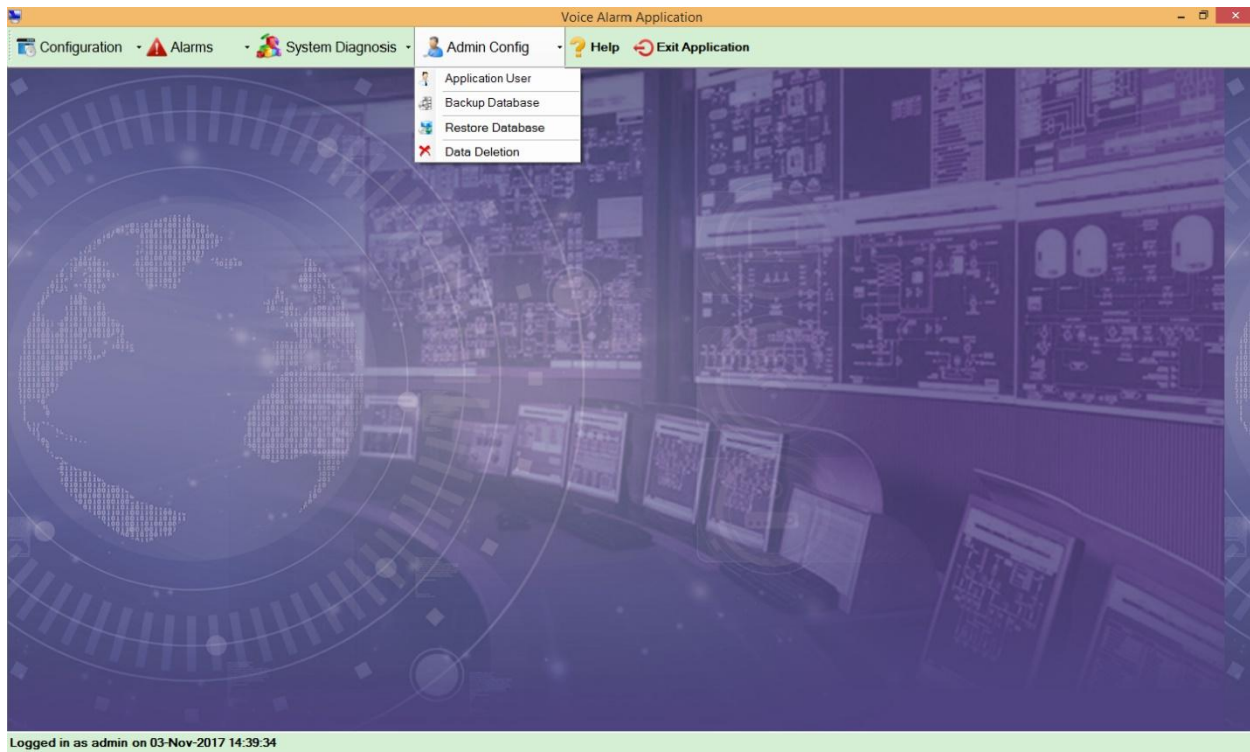 Voice Alarm Application
Configuration Alarms System Diagnosis Admin Config Help Exit Application
Application User
Backup Database
Restore Database
Data Deletion
Logged in as admin on 03-Nov-2017 14:39:34